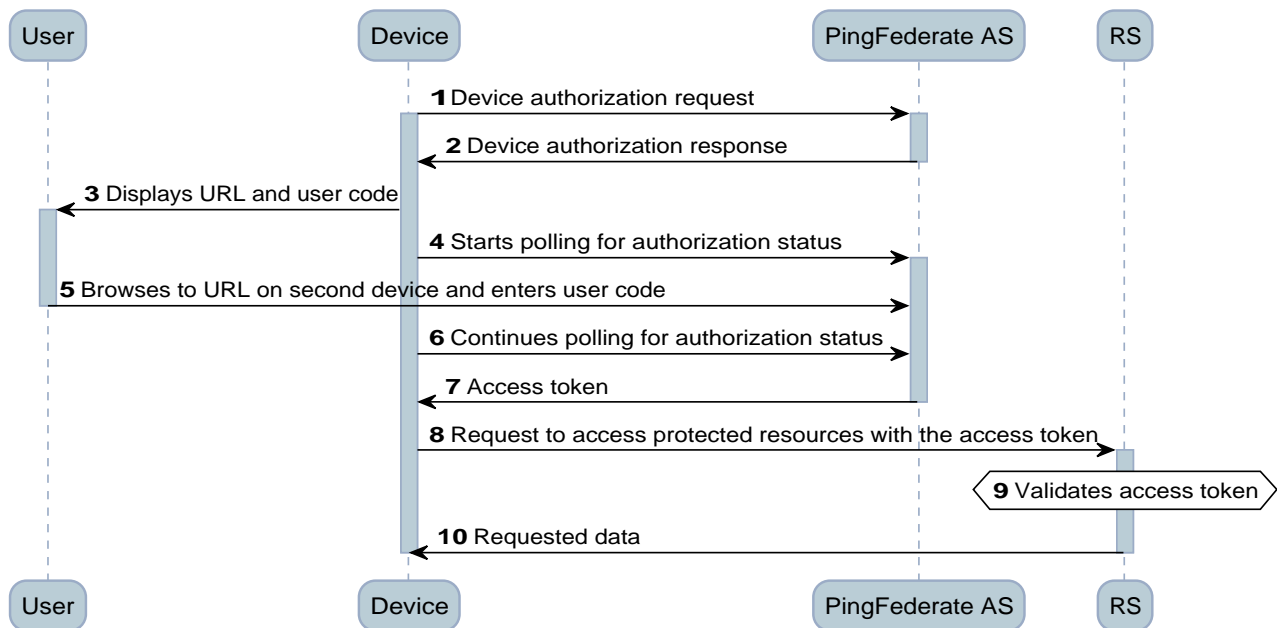 User
Device
PingFederate AS
RS
1 Device authorization request
2 Device authorization response
3 Displays URL and user code
4 Starts polling for authorization status
5 Browses to URL on second device and enters user code
6 Continues polling for authorization status
7 Access token
8 Request to access protected resources with the access token
9 Validates access token
10 Requested data
User
Device
PingFederate AS
RS